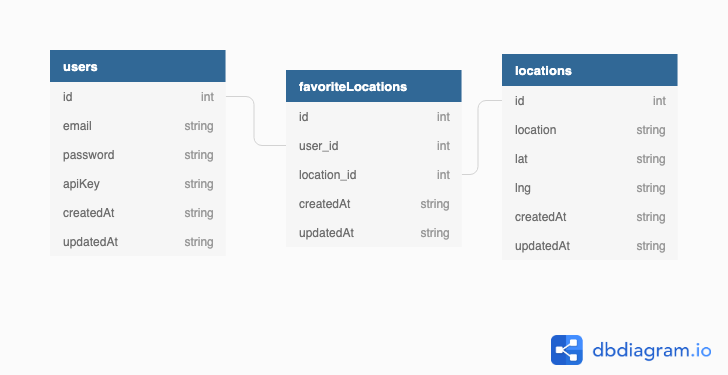 users
id int
email string
password string
apiKey string
createdAt string
updatedAt string
favoriteLocations
id int
user_id int
location_id int
createdAt string
updatedAt string
locations
id int
location string
lat string
lng string
createdAt string
updatedAt string
dbdiagram.io